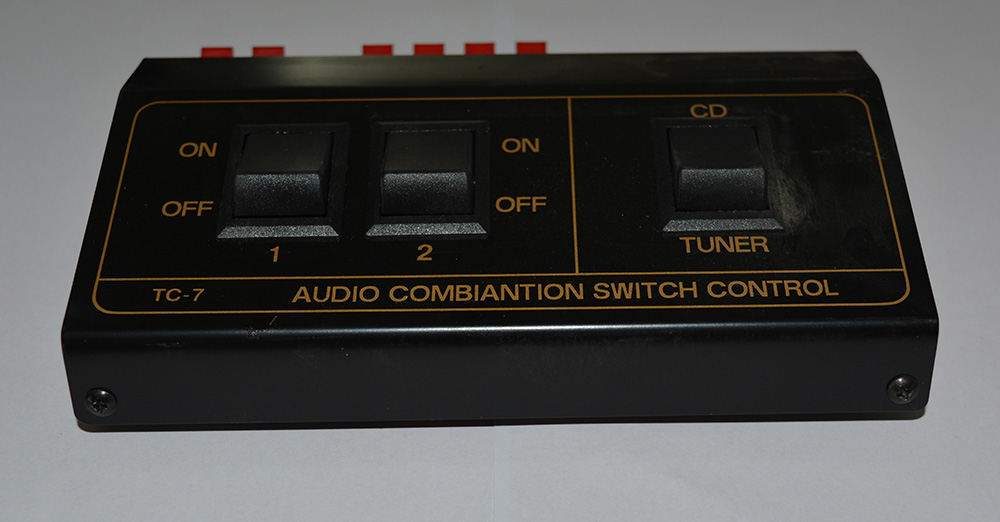 CD
ON
ON
OFF
OFF
TUNER
1
2
TC-7
AUDIO COMBIANTION SWITCH CONTROL